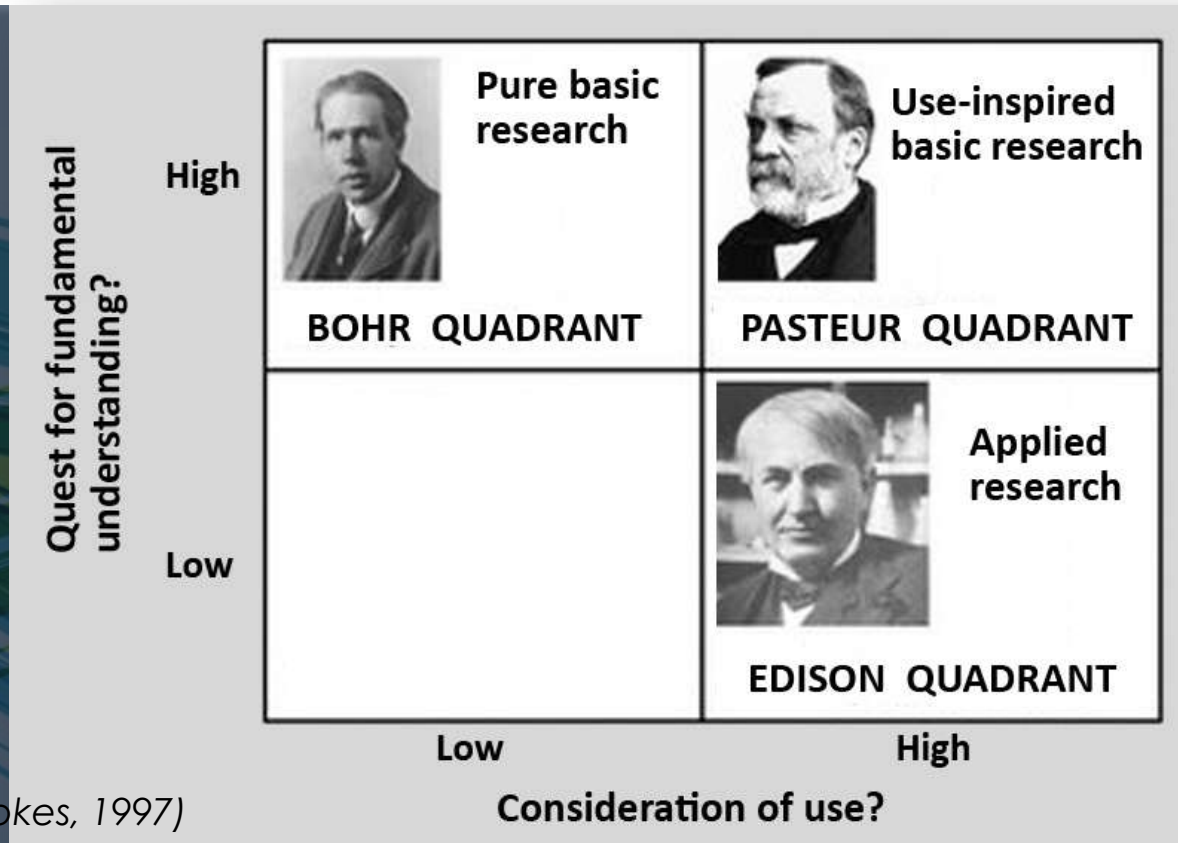 Quest for fundamental
understanding?
High
Low
Pure basic
research
BOHR QUADRANT
Use-inspired
basic research
PASTEUR QUADRANT
Applied
research
EDISON QUADRANT
Low
High
Consideration of use?
1997)